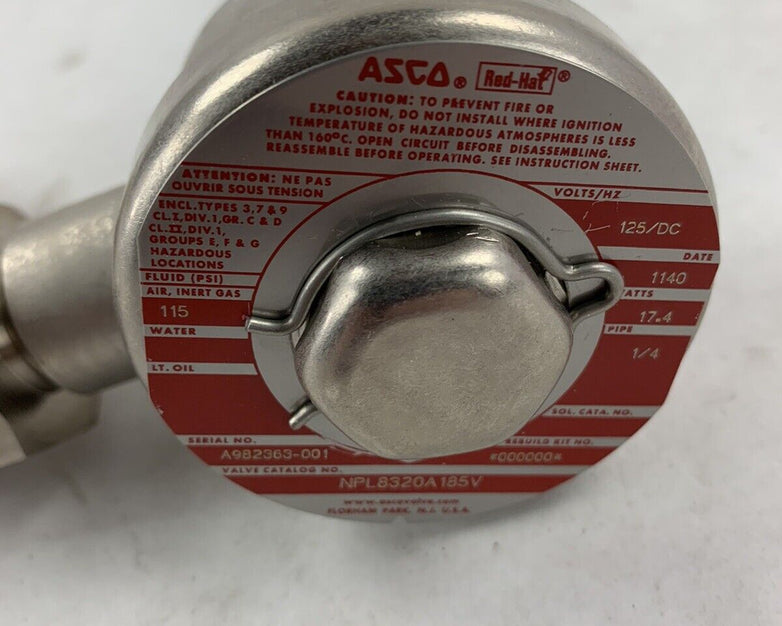 ASCO® Red-Hat®
CAUTION: TO PREVENT FIRE OR
EXPLOSION, DO NOT INSTALL WHERE IGNITION
TEMPERATURE OF HAZARDOUS ATMOSPHERES IS LESS
THAN 160°C. OPEN CIRCUIT BEFORE DISASSEMBLING.
REASSEMBLE BEFORE OPERATING. SEE INSTRUCTION SHEET.
ATTENTION: NE PAS
OUVRIR SOUS TENSION
ENCL.TYPES 3,7 & 9
CL.I,DIV.1,GR. C & D
CL.II,DIV.1,
GROUPS E, F & G
HAZARDOUS
LOCATIONS
FLUID (PSI)
AIR, INERT GAS
115
WATER
LT. OIL
VOLTS/HZ
125/DC
DATE
1140
17.4
PIPE
1/4
SOL. CATA. NO.
SERIAL NO.
A982363-001
REBUILD KIT NO.
*000000*
VALVE CATALOG NO.
NPL8320A185V
www.ascovalve.com
FLORHAM PARK, N.J. U.S.A.